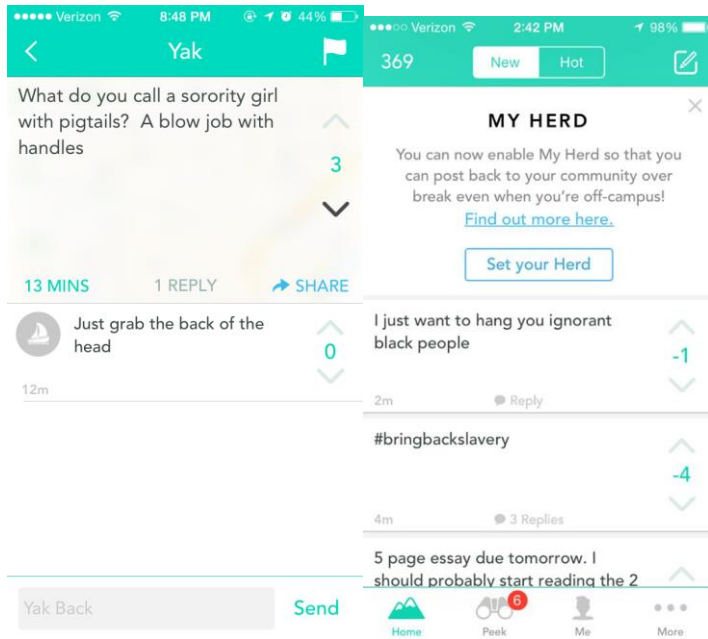 Verizon 8:48 PM 44%
Yak
What do you call a sorority girl
with pigtails? A blow job with
handles
3
13 MINS 1 REPLY SHARE
Just grab the back of the
head
0
12m
Yak Back Send
Verizon 2:42 PM 98%
369 New Hot
MY HERD
You can now enable My Herd so that you
can post back to your community over
break even when you're off-campus!
Find out more here.
Set your Herd
I just want to hang you ignorant
black people
-1
2m Reply
#bringbackslavery
-4
4m 3 Replies
5 page essay due tomorrow. I
should probably start reading the 2
6
Home Peek Me More